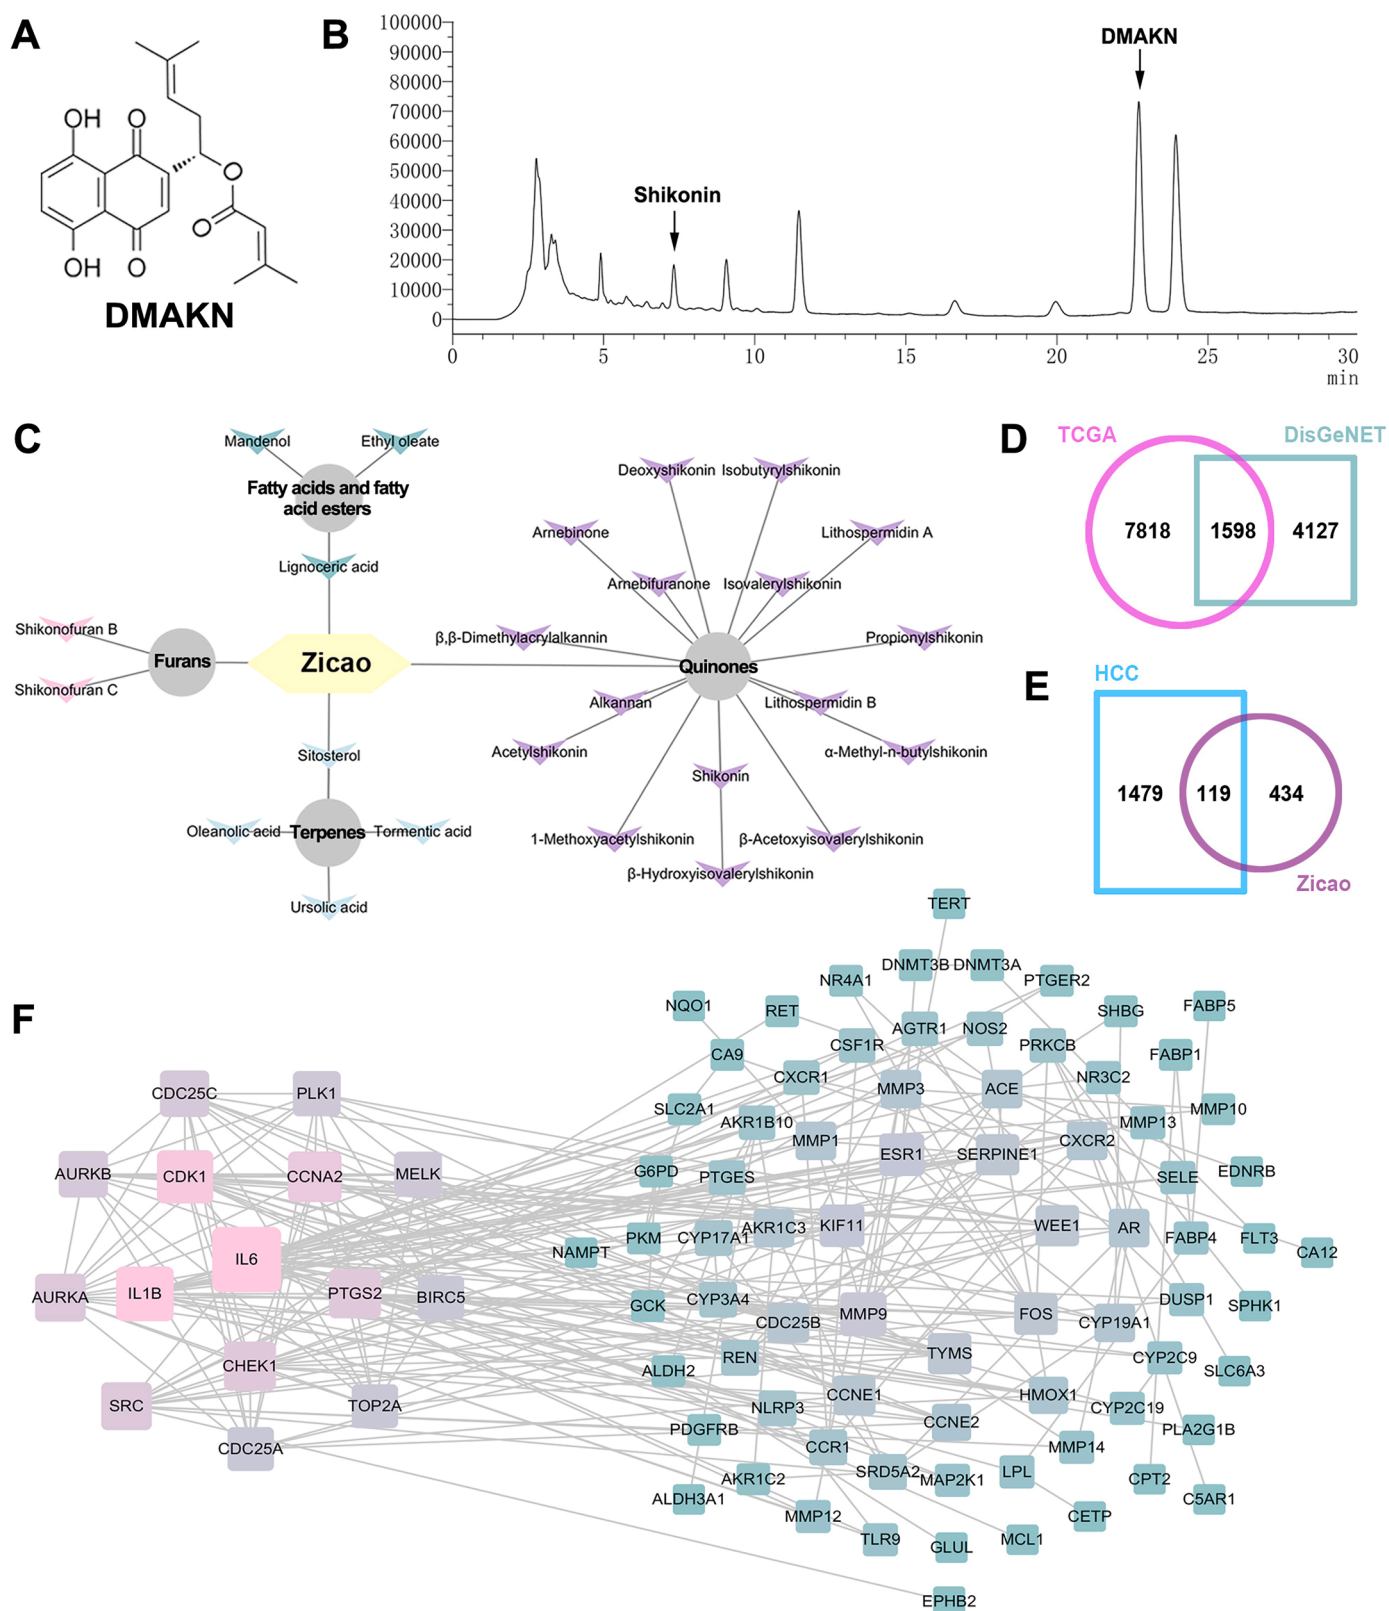 A
OH
O
O
O
OH
O
DMAKN
B
100000
90000
80000
70000
60000
50000
40000
30000
20000
10000
0
Shikonin
DMAKN
0 5 10 15 20 25 30
min
C
Mandenol
Ethyl oleate
Fatty acids and fatty
acid esters
Lignoceric acid
Shikonofuran B
Furans
Shikonofuran C
Zicao
Sitosterol
Oleanolic acid
Terpenes
Tormentic acid
Ursolic acid
Deoxyshikonin
Isobutyrylshikonin
Arnebinone
Lithospermidin A
Arnebifuranone
Isovalerylshikonin
β,β-Dimethylacrylalkannin
Propionylshikonin
Quinones
Alkannan
Lithospermidin B
Acetylshikonin
α-Methyl-n-butylshikonin
Shikonin
1-Methoxyacetylshikonin
β-Acetoxyisovalerylshikonin
β-Hydroxyisovalerylshikonin
D
TCGA
DisGeNET
7818
1598
4127
E
HCC
1479
119
434
Zicao
F
CDC25C
PLK1
AURKB
CDK1
CCNA2
MELK
IL6
AURKA
IL1B
PTGS2
BIRC5
CHEK1
SRC
TOP2A
CDC25A
TERT
DNMT3B
DNMT3A
NR4A1
PTGER2
NQO1
RET
SHBG
FABP5
AGTR1
NOS2
CSF1R
PRKCB
CA9
FABP1
CXCR1
MMP3
ACE
NR3C2
SLC2A1
AKR1B10
MMP13
MMP10
MMP1
CXCR2
ESR1
SERPINE1
G6PD
PTGES
SELE
EDNRB
PKM
CYP17A1
AKR1C3
KIF11
WEE1
AR
FABP4
FLT3
CA12
NAMPT
GCK
CYP3A4
CDC25B
MMP9
FOS
CYP19A1
DUSP1
SPHK1
REN
TYMS
CYP2C9
SLC6A3
ALDH2
NLRP3
CCNE1
HMOX1
CYP2C19
CCNE2
PDGFRB
CCR1
MMP14
PLA2G1B
AKR1C2
SRD5A2
MAP2K1
LPL
CPT2
ALDH3A1
C5AR1
MMP12
CETP
TLR9
GLUL
MCL1
EPHB2